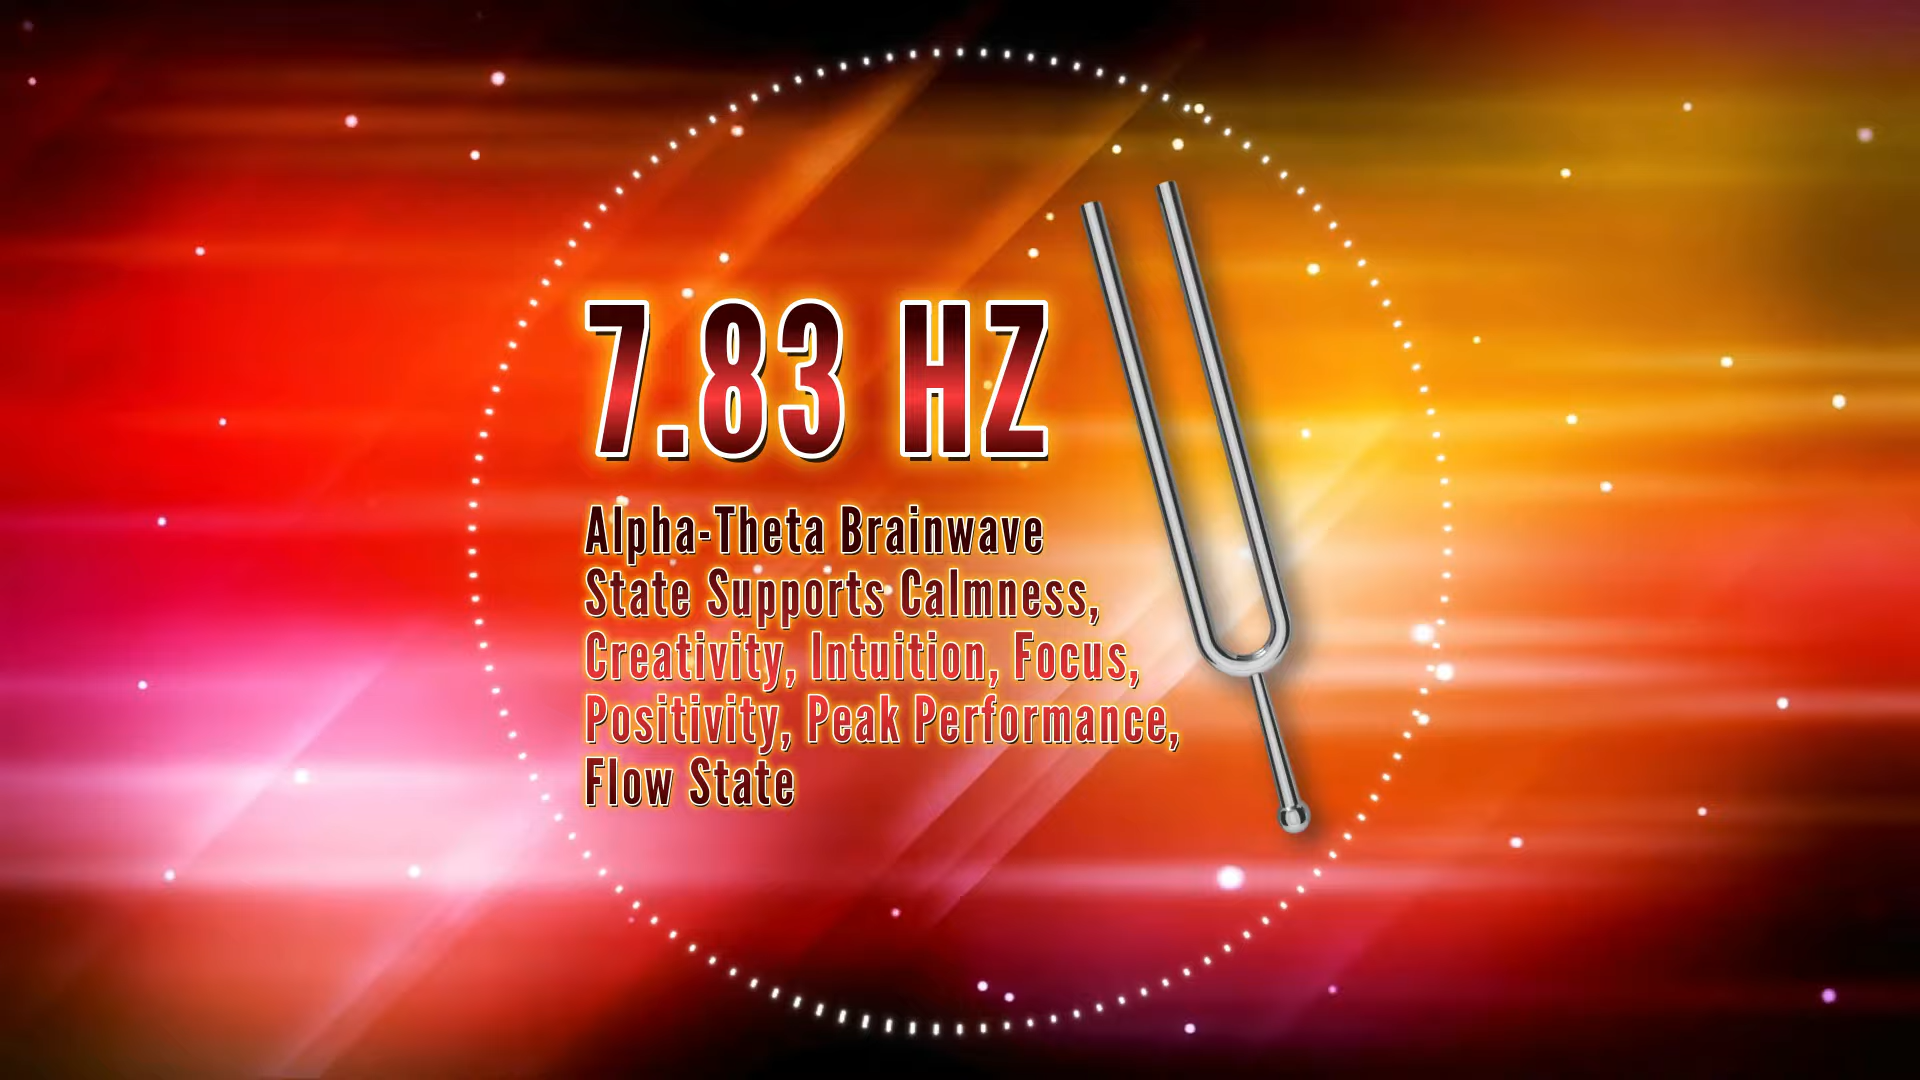 7.83 HZ
Alpha-Theta Brainwave
State Supports Calmness,
Creativity, Intuition, Focus,
Positivity, Peak Performance,
Flow State